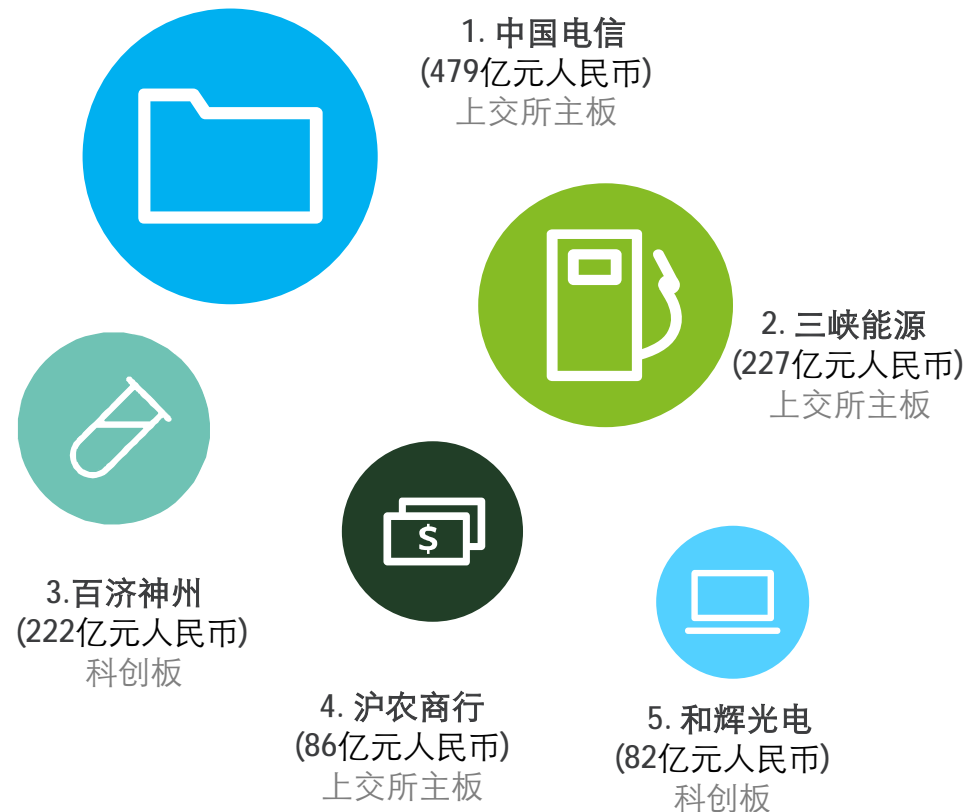 1. 中国电信
(479亿元人民币)
上交所主板
2. 三峡能源
(227亿元人民币)
上交所主板
3.百济神州
(222亿元人民币)
科创板
$
4. 沪农商行
(86亿元人民币)
上交所主板
5. 和辉光电
(82亿元人民币)
科创板